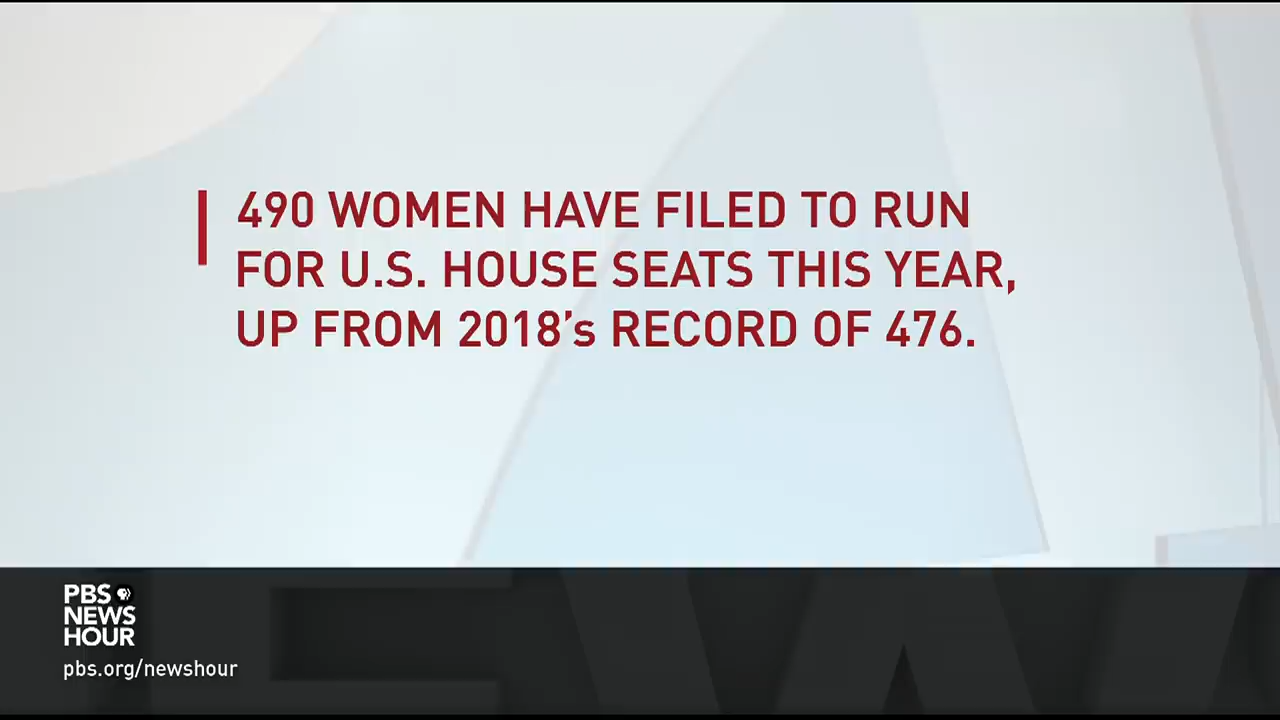 490 WOMEN HAVE FILED TO RUN
FOR U.S. HOUSE SEATS THIS YEAR,
UP FROM 2018's RECORD OF 476.
PBS
NEWS
HOUR
pbs.org/newshour